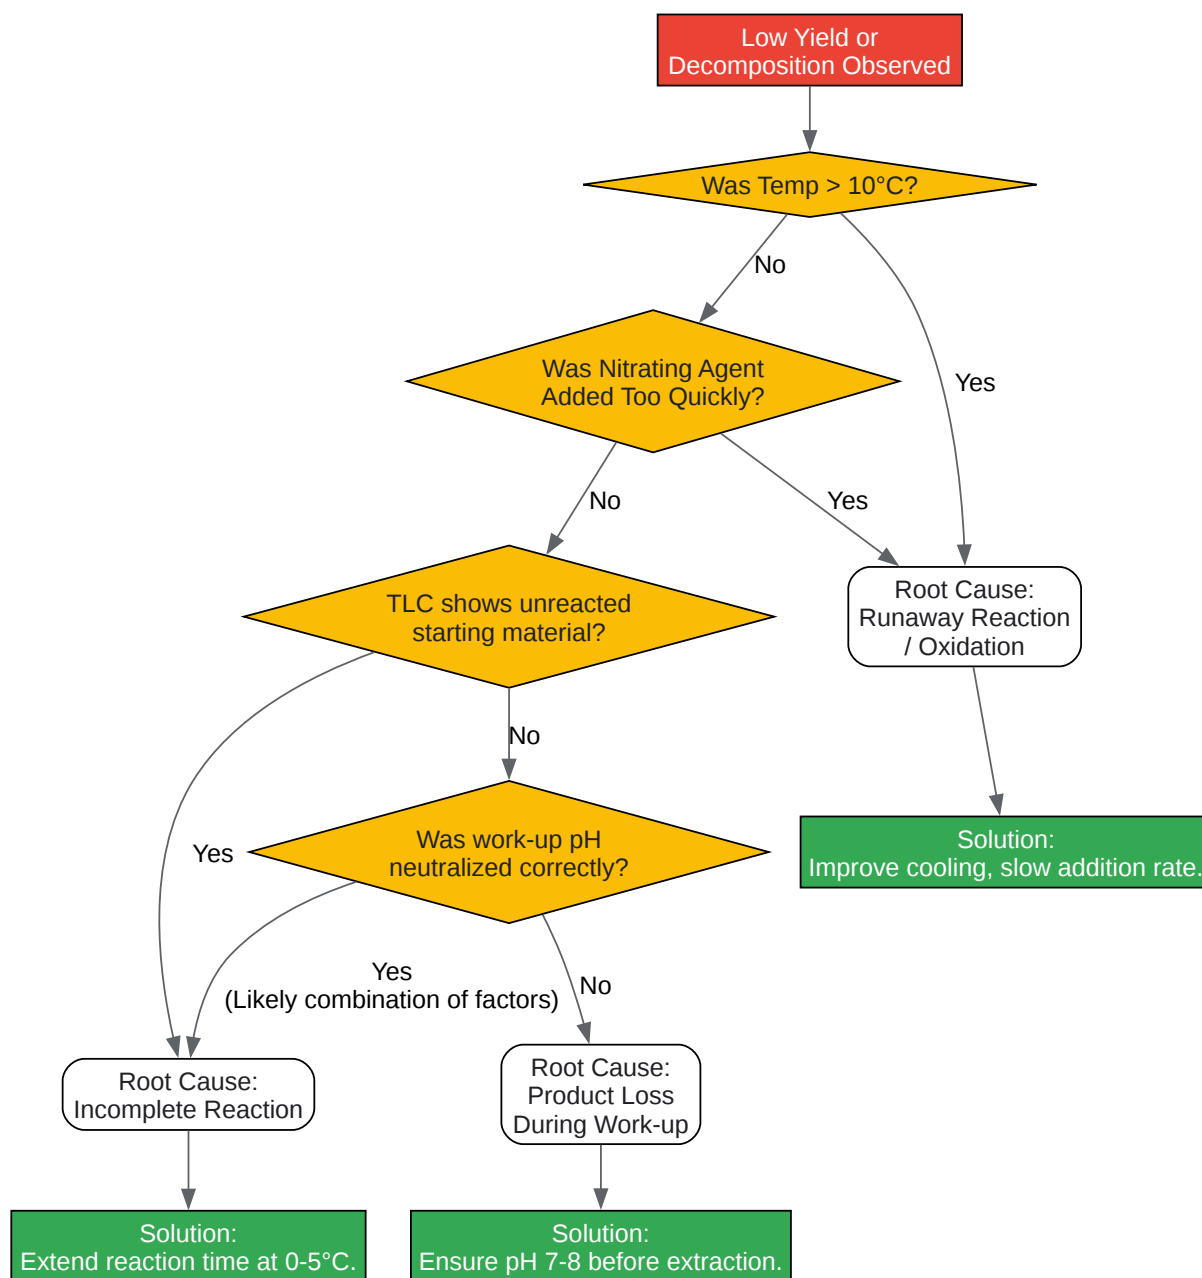 Low Yield or
Decomposition Observed
Was Temp > 10°C?
No
Yes
Was Nitrating Agent
Added Too Quickly?
No
Yes
TLC shows unreacted
starting material?
Root Cause:
Runaway Reaction
/ Oxidation
No
Yes
Was work-up pH
neutralized correctly?
Solution:
Improve cooling, slow addition rate.
Yes
(Likely combination of factors)
No
Root Cause:
Incomplete Reaction
Root Cause:
Product Loss
During Work-up
Solution:
Extend reaction time at 0-5°C.
Solution:
Ensure pH 7-8 before extraction.